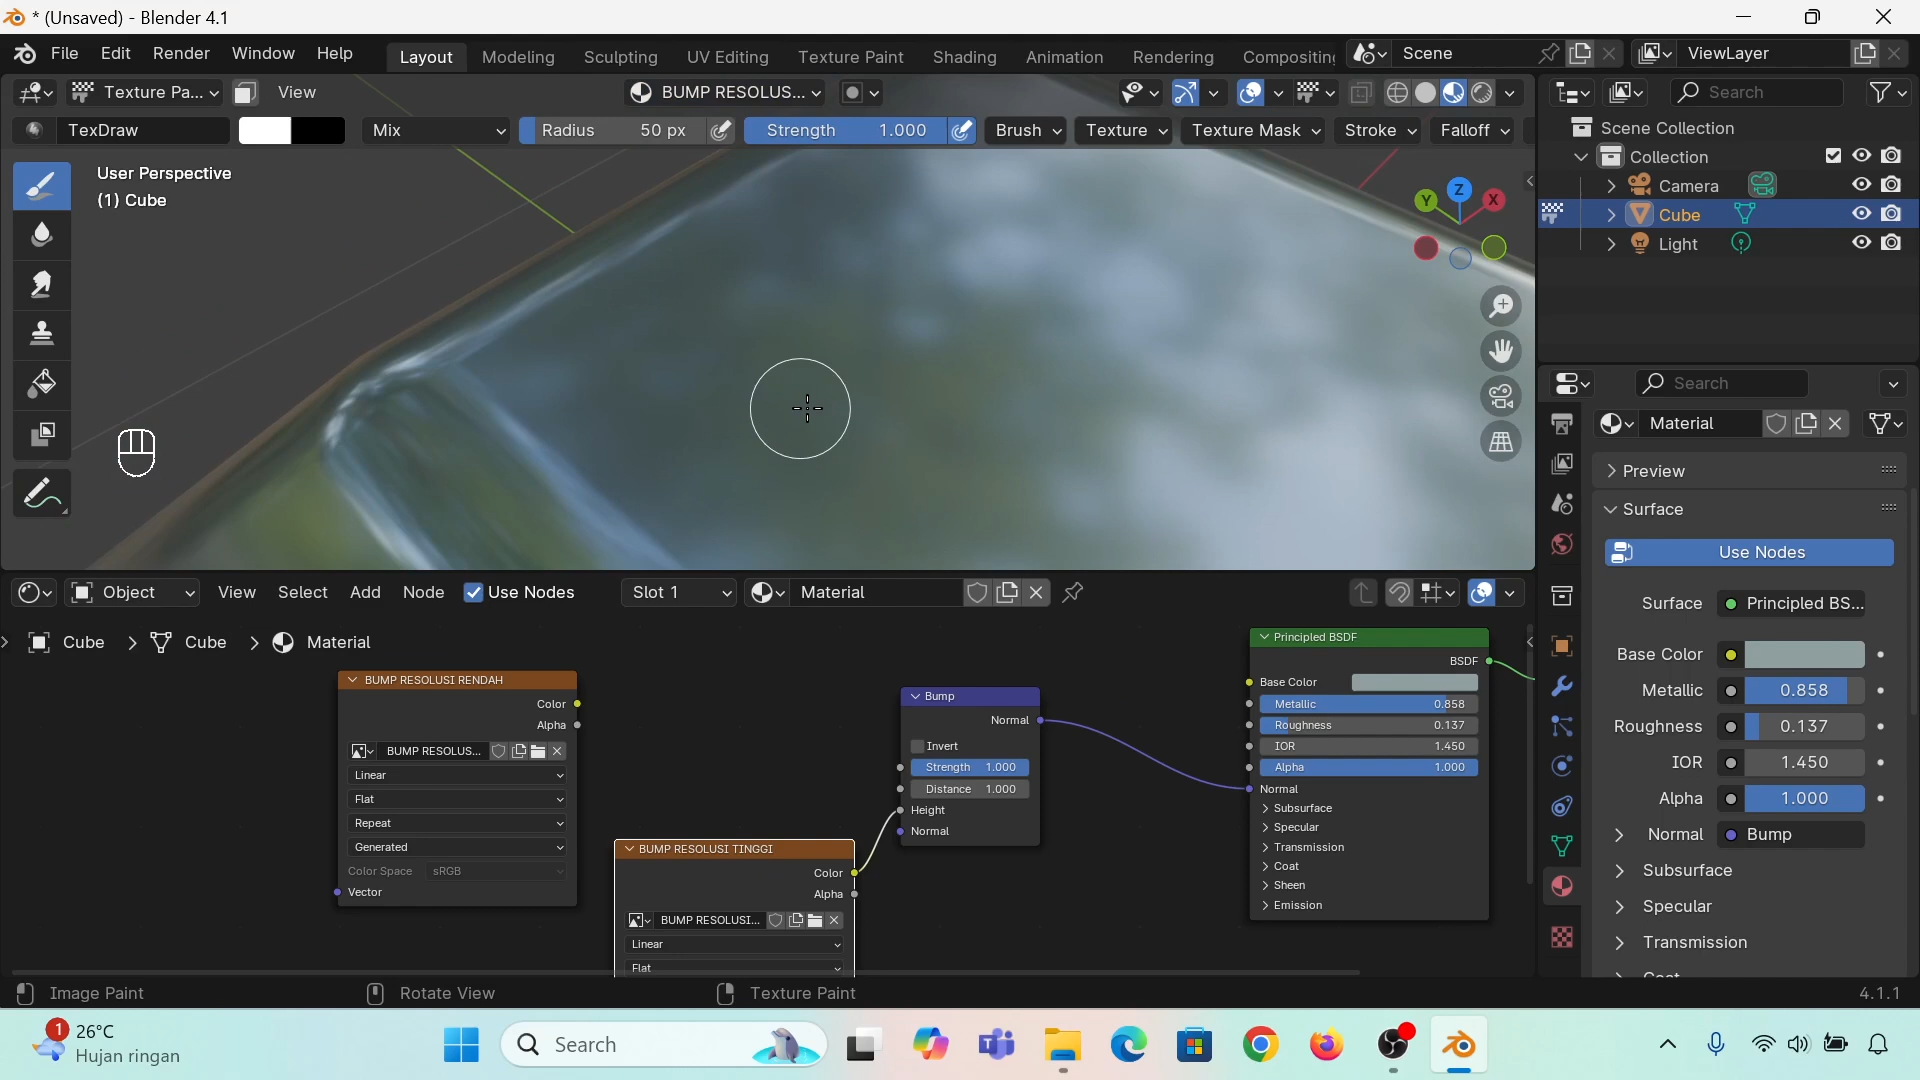 * (Unsaved) - Blender 4.1
File Edit Render Window Help
Layout Modeling Sculpting UV Editing Texture Paint Shading Animation Rendering Compositing
Scene
ViewLayer
Texture Pa... View
BUMP RESOLUS...
Search
TexDraw
Mix
Radius 50 px
Strength 1.000
Brush
Texture
Texture Mask
Stroke
Falloff
User Perspective
(1) Cube
Z
Y
X
Scene Collection
Collection
Camera
Cube
Light
Search
Material
Preview
Surface
Use Nodes
Surface Principled BS...
Base Color
Metallic 0.858
Roughness 0.137
IOR 1.450
Alpha 1.000
Normal Bump
Subsurface
Specular
Transmission
Coat
Object View Select Add Node Use Nodes Slot 1 Material
Cube Cube Material
BUMP RESOLUSI RENDAH
Color
Alpha
BUMP RESOLUS...
Linear
Flat
Repeat
Generated
Color Space sRGB
Vector
BUMP RESOLUSI TINGGI
Color
Alpha
BUMP RESOLUSI...
Linear
Flat
Bump
Normal
Invert
Strength 1.000
Distance 1.000
Height
Normal
Principled BSDF
BSDF
Base Color
Metallic 0.858
Roughness 0.137
IOR 1.450
Alpha 1.000
Normal
Subsurface
Specular
Transmission
Coat
Sheen
Emission
Image Paint Rotate View Texture Paint 4.1.1
1
26°C
Hujan ringan
Search